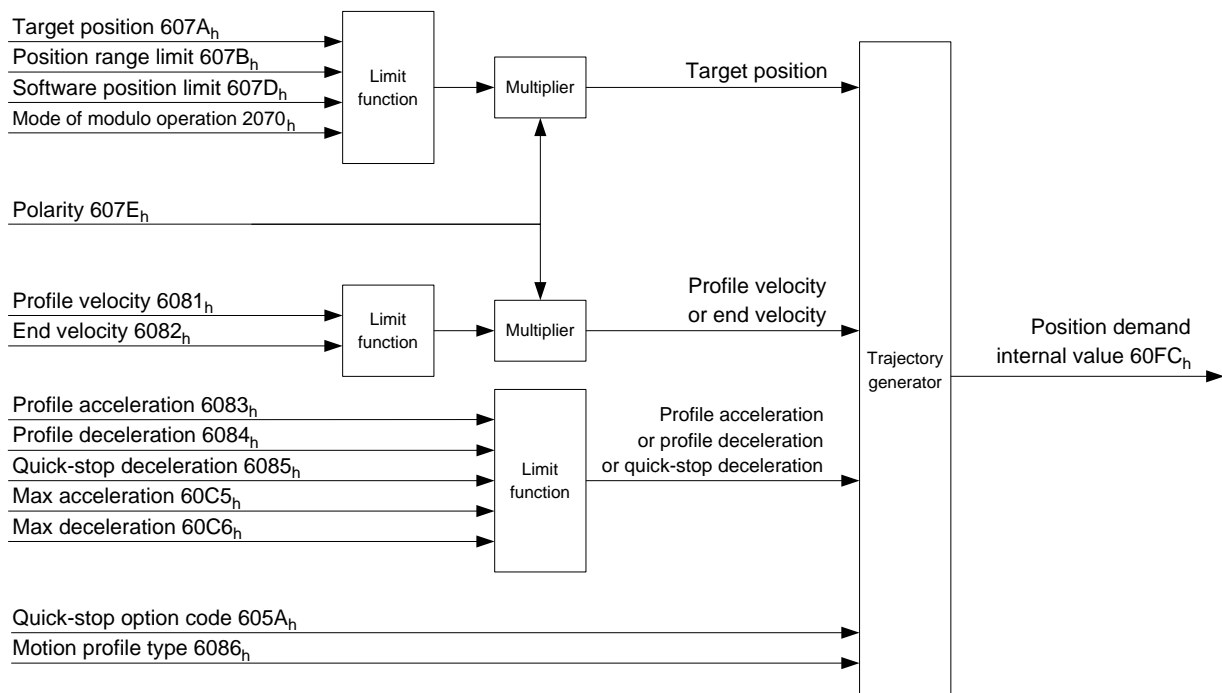 Target position 607Ah
Position range limit 607Bh
Software position limit 607Dh
Mode of modulo operation 2070h
Limit
function
Multiplier
Target position
Polarity 607Eh
Profile velocity 6081h
End velocity 6082h
Limit
function
Multiplier
Profile velocity
or end velocity
Trajectory
generator
Position demand
internal value 60FCh
Profile acceleration 6083h
Profile deceleration 6084h
Quick-stop deceleration 6085h
Max acceleration 60C5h
Max deceleration 60C6h
Limit
function
Profile acceleration
or profile deceleration
or quick-stop deceleration
Quick-stop option code 605Ah
Motion profile type 6086h